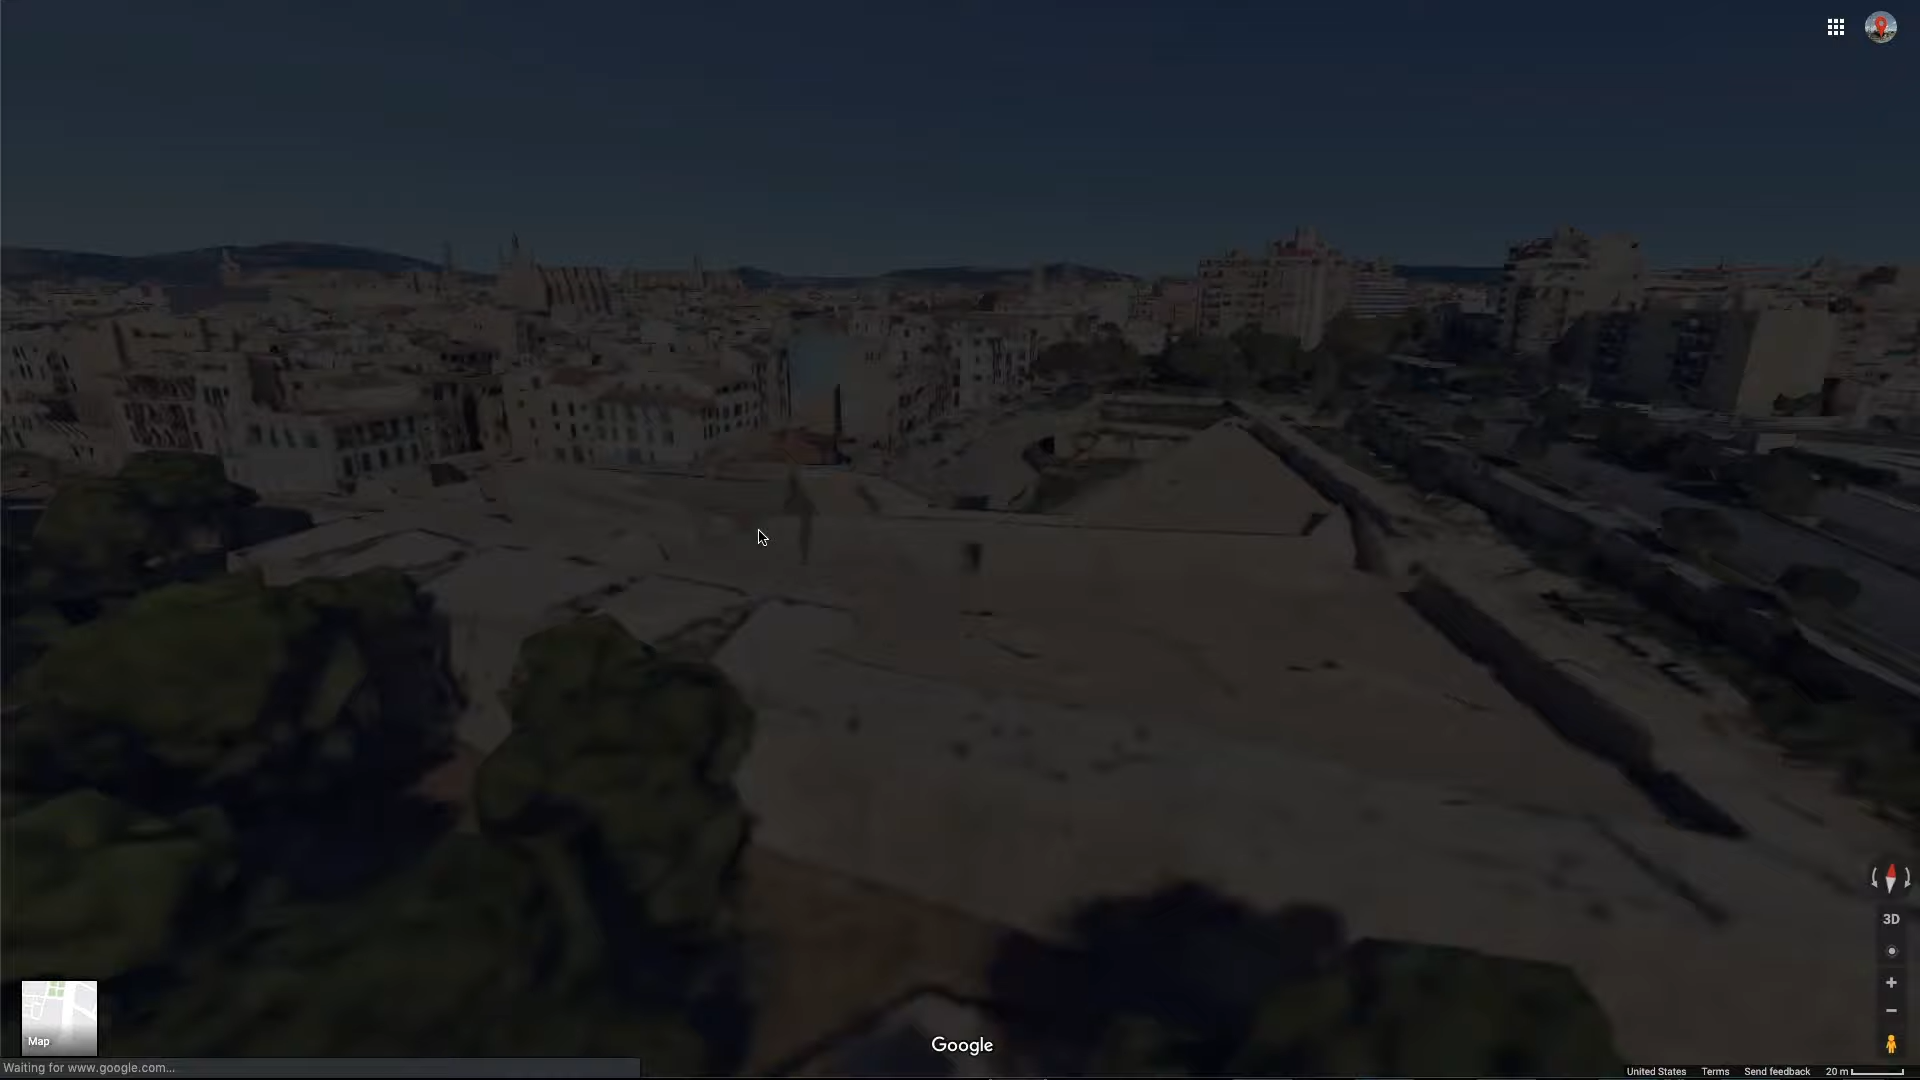 3D
Map
Google
Waiting for www.google.com...
United States Terms Send feedback 20 m